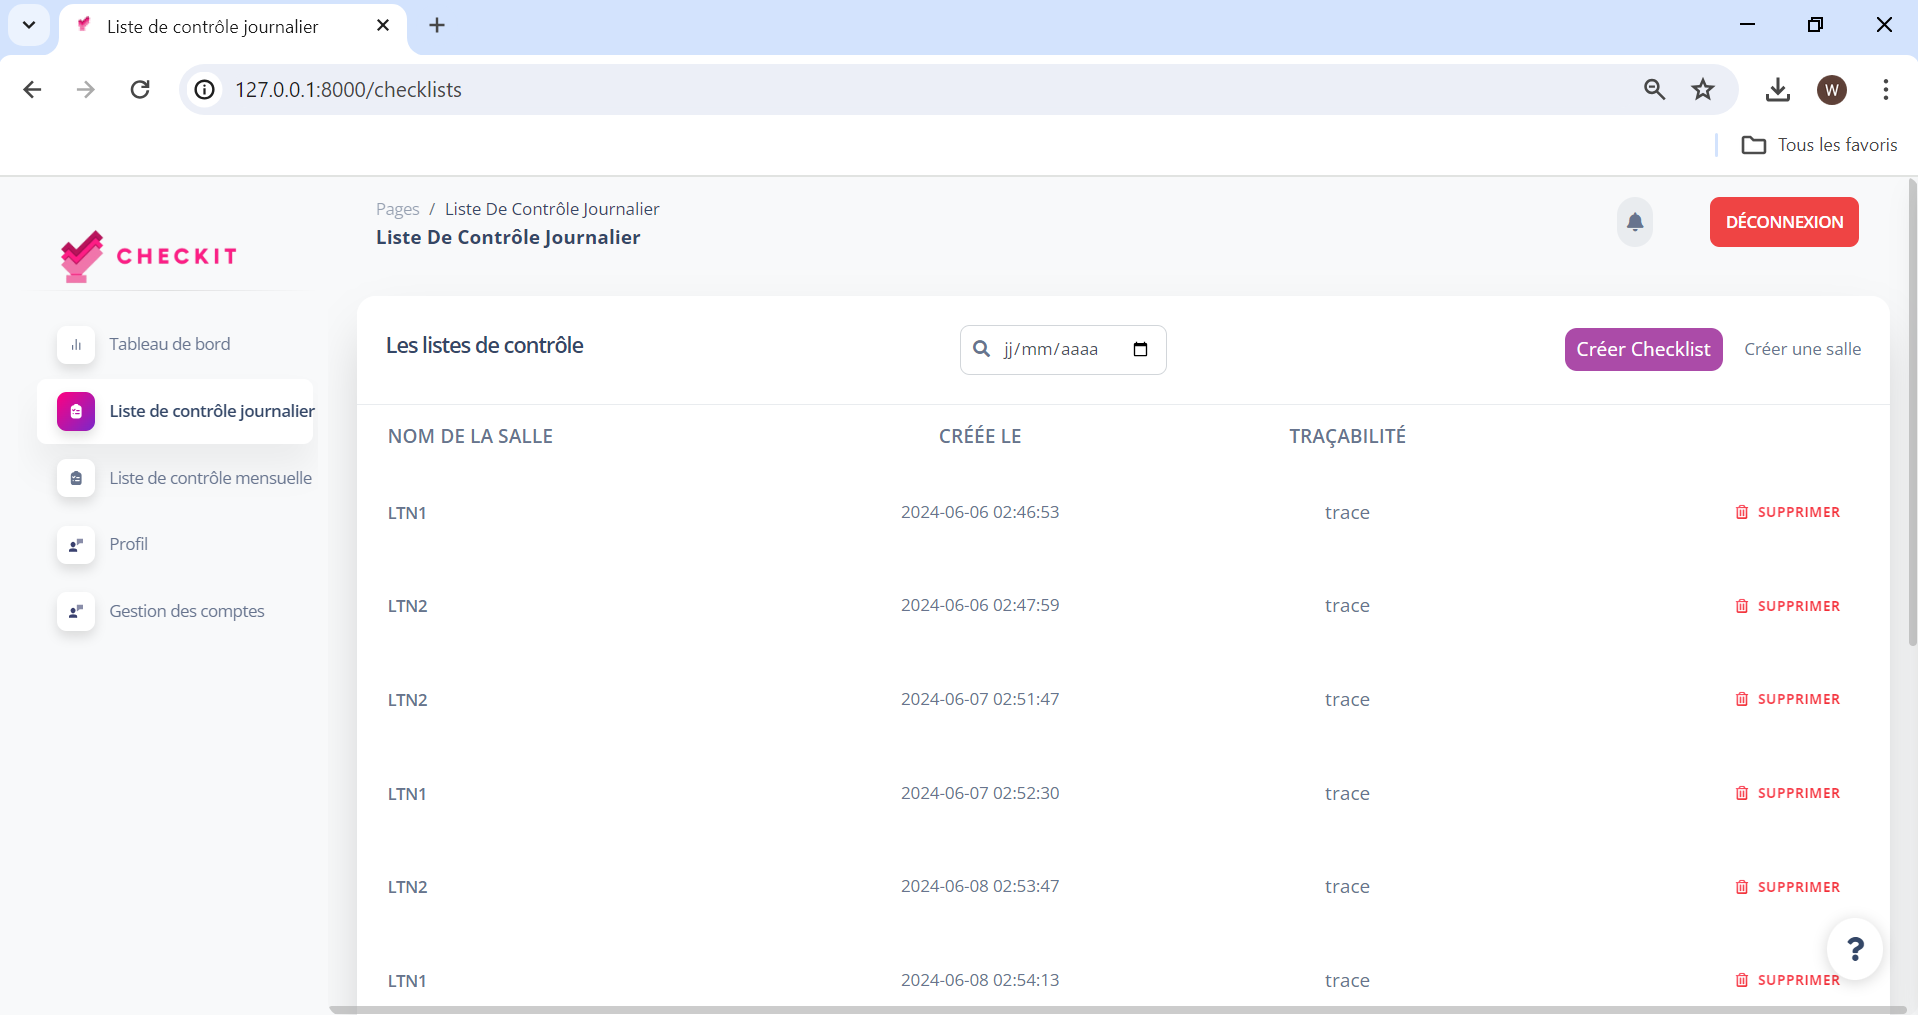 Liste de contrôle journalier
127.0.0.1:8000/checklists
W
Tous les favoris
Pages / Liste De Contrôle Journalier
Liste De Contrôle Journalier
DÉCONNEXION
CHECKIT
Tableau de bord
Liste de contrôle journalier
Liste de contrôle mensuelle
Profil
Gestion des comptes
Les listes de contrôle
jj/mm/aaaa
Créer Checklist
Créer une salle
NOM DE LA SALLE CRÉÉE LE TRAÇABILITÉ
LTN1 2024-06-06 02:46:53 trace SUPPRIMER
LTN2 2024-06-06 02:47:59 trace SUPPRIMER
LTN2 2024-06-07 02:51:47 trace SUPPRIMER
LTN1 2024-06-07 02:52:30 trace SUPPRIMER
LTN2 2024-06-08 02:53:47 trace SUPPRIMER
LTN1 2024-06-08 02:54:13 trace SUPPRIMER
?